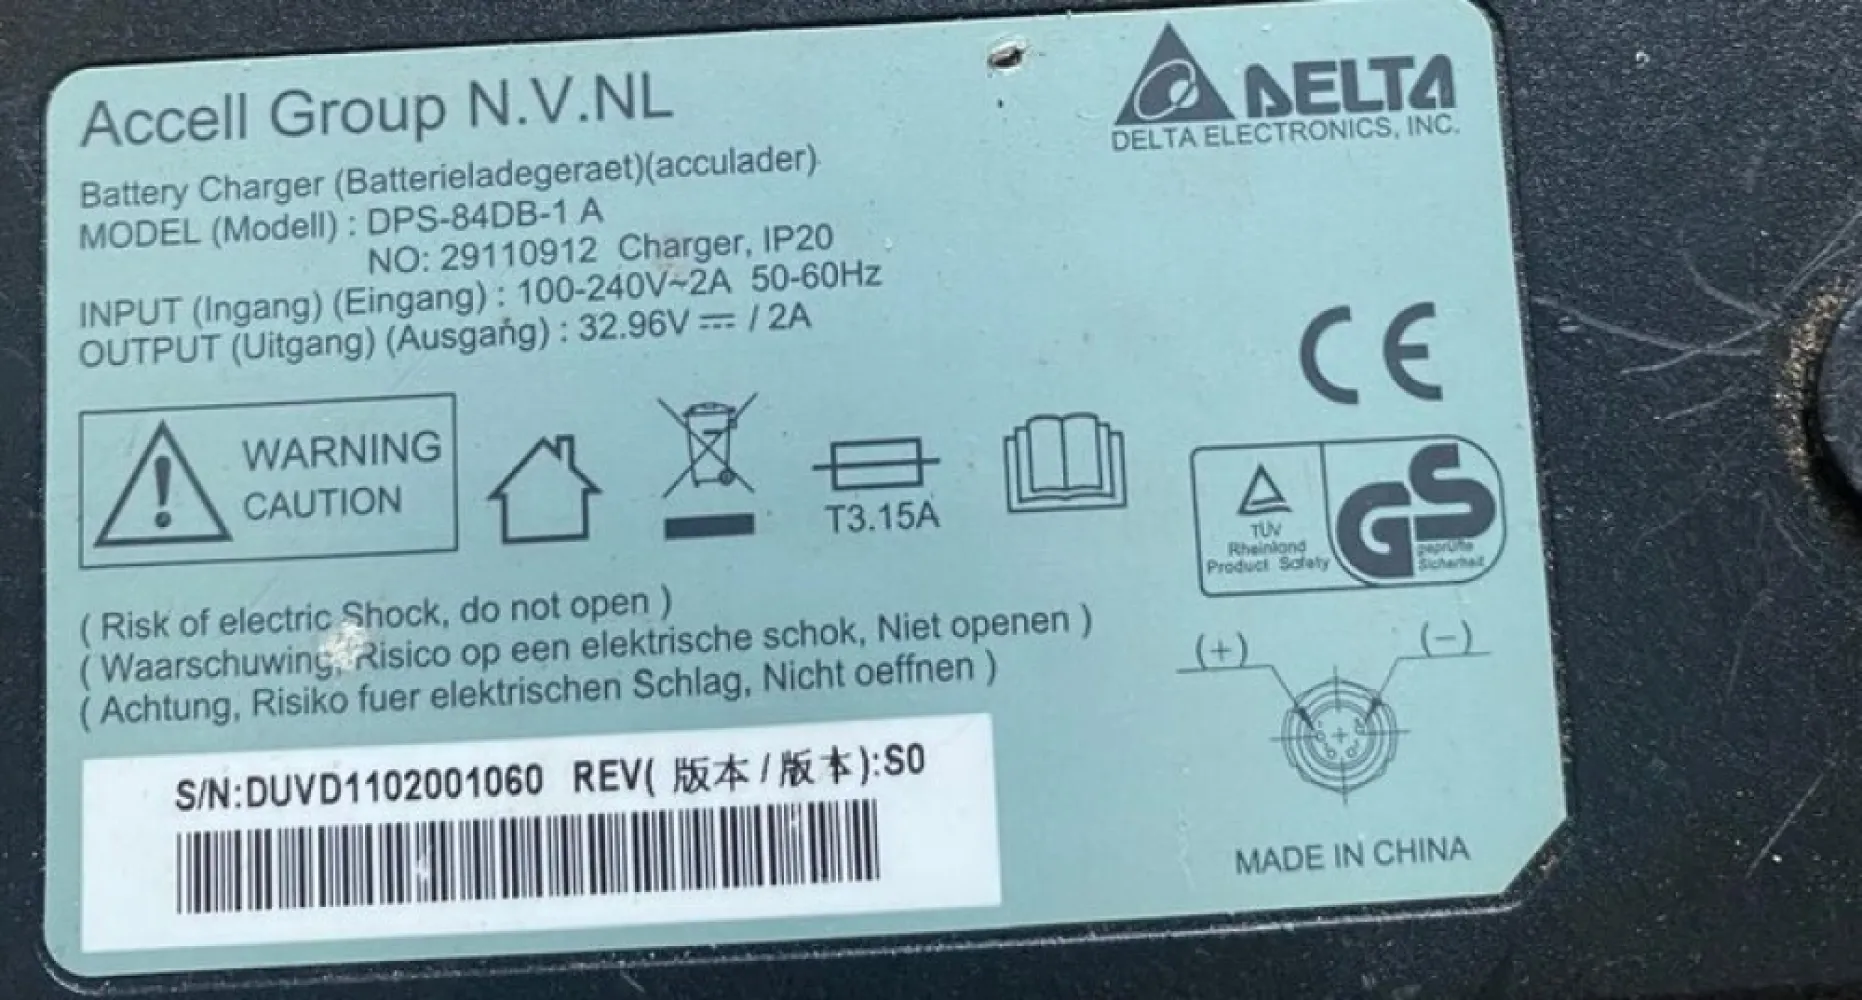 Accell Group N.V.NL
DELTA
DELTA ELECTRONICS, INC.
Battery Charger (Batterieladegeraet)(acculader)
MODEL (Modell) : DPS-84DB-1 A
NO: 29110912 Charger, IP20
INPUT (Ingang) (Eingang) : 100-240V~2A 50-60Hz
OUTPUT (Uitgang) (Ausgang) : 32.96V ⎓ / 2A
CE
WARNING
CAUTION
T3.15A
TÜV
Rheinland
Product Safety
GS
geprüfte
Sicherheit
( Risk of electric Shock, do not open )
( Waarschuwing, Risico op een elektrische schok, Niet openen )
( Achtung, Risiko fuer elektrischen Schlag, Nicht oeffnen )
(+) (−)
S/N:DUVD1102001060 REV( 版本 / 版本 ):S0
MADE IN CHINA